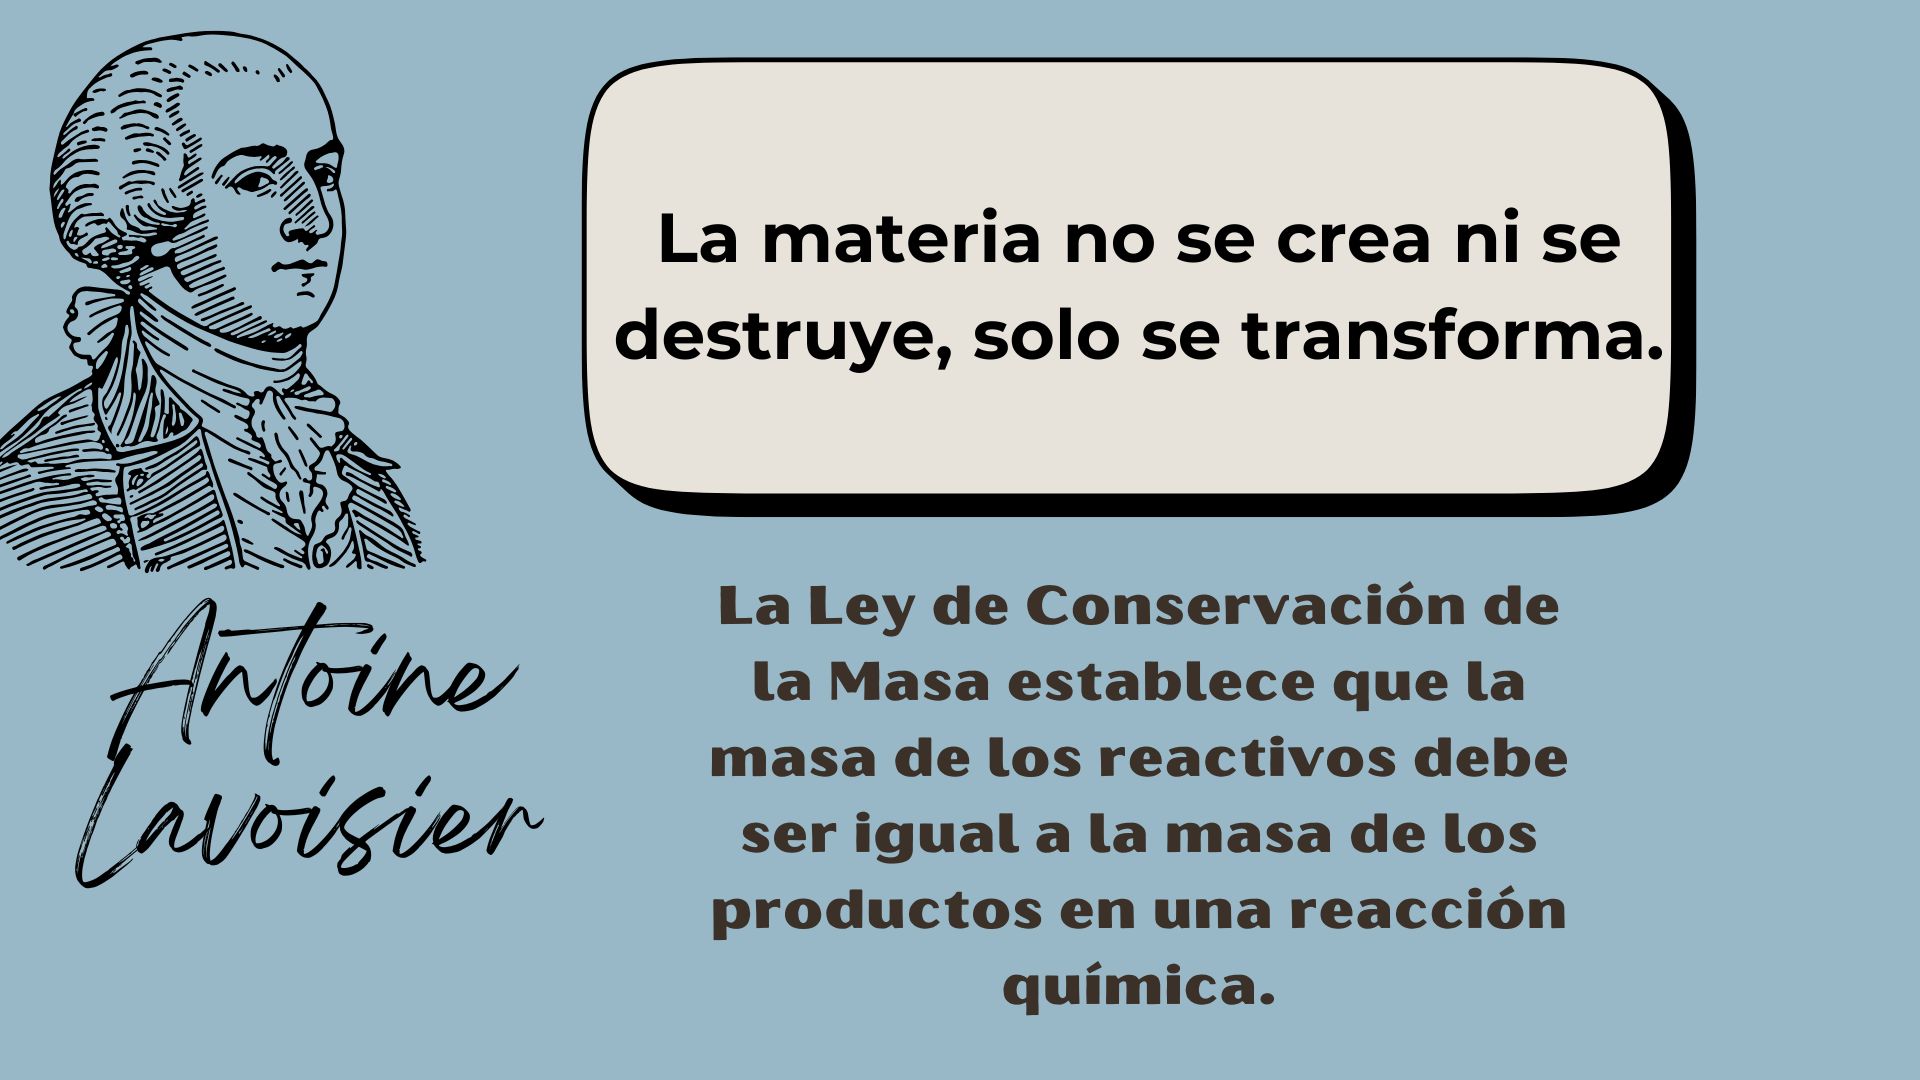 La materia no se crea ni se
destruye, solo se transforma.
Antoine
Lavoisier
La Ley de Conservación de
la Masa establece que la
masa de los reactivos debe
ser igual a la masa de los
productos en una reacción
química.